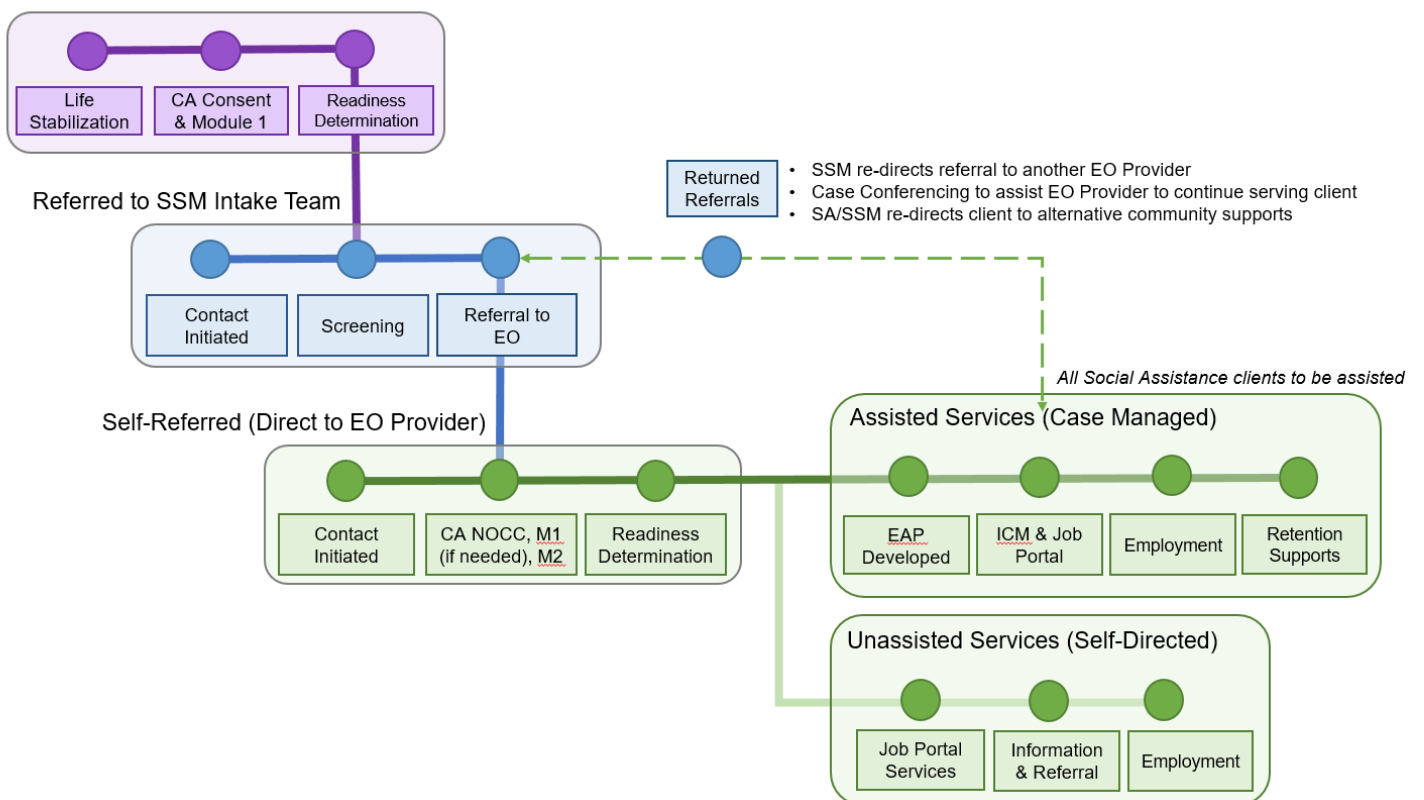 Life
Stabilization
CA Consent
& Module 1
Readiness
Determination
Referred to SSM Intake Team
Returned
Referrals
• SSM re-directs referral to another EO Provider
• Case Conferencing to assist EO Provider to continue serving client
• SA/SSM re-directs client to alternative community supports
Contact
Initiated
Screening
Referral to
EO
All Social Assistance clients to be assisted
Self-Referred (Direct to EO Provider)
Contact
Initiated
CA NOCC, M1
(if needed), M2
Readiness
Determination
Assisted Services (Case Managed)
EAP
Developed
ICM & Job
Portal
Employment
Retention
Supports
Unassisted Services (Self-Directed)
Job Portal
Services
Information
& Referral
Employment